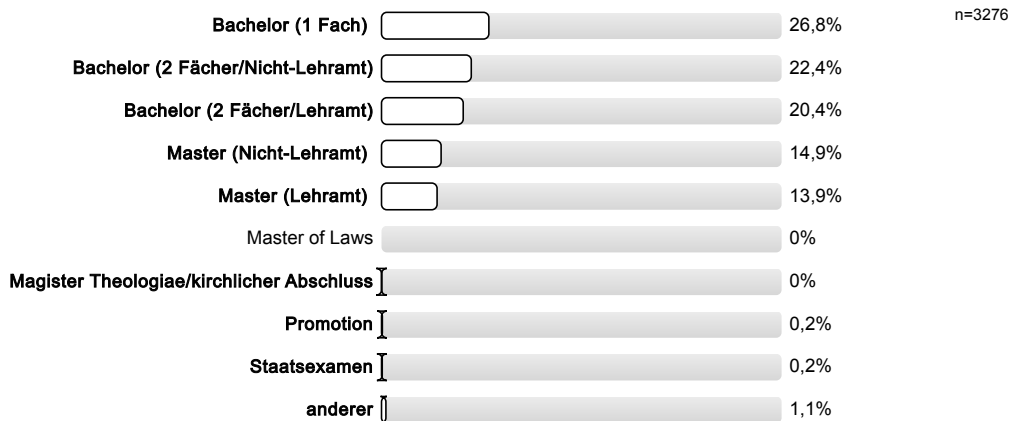 n=3276
Bachelor (1 Fach) 26,8%
Bachelor (2 Fächer/Nicht-Lehramt) 22,4%
Bachelor (2 Fächer/Lehramt) 20,4%
Master (Nicht-Lehramt) 14,9%
Master (Lehramt) 13,9%
Master of Laws 0%
Magister Theologiae/kirchlicher Abschluss 0%
Promotion 0,2%
Staatsexamen 0,2%
anderer 1,1%